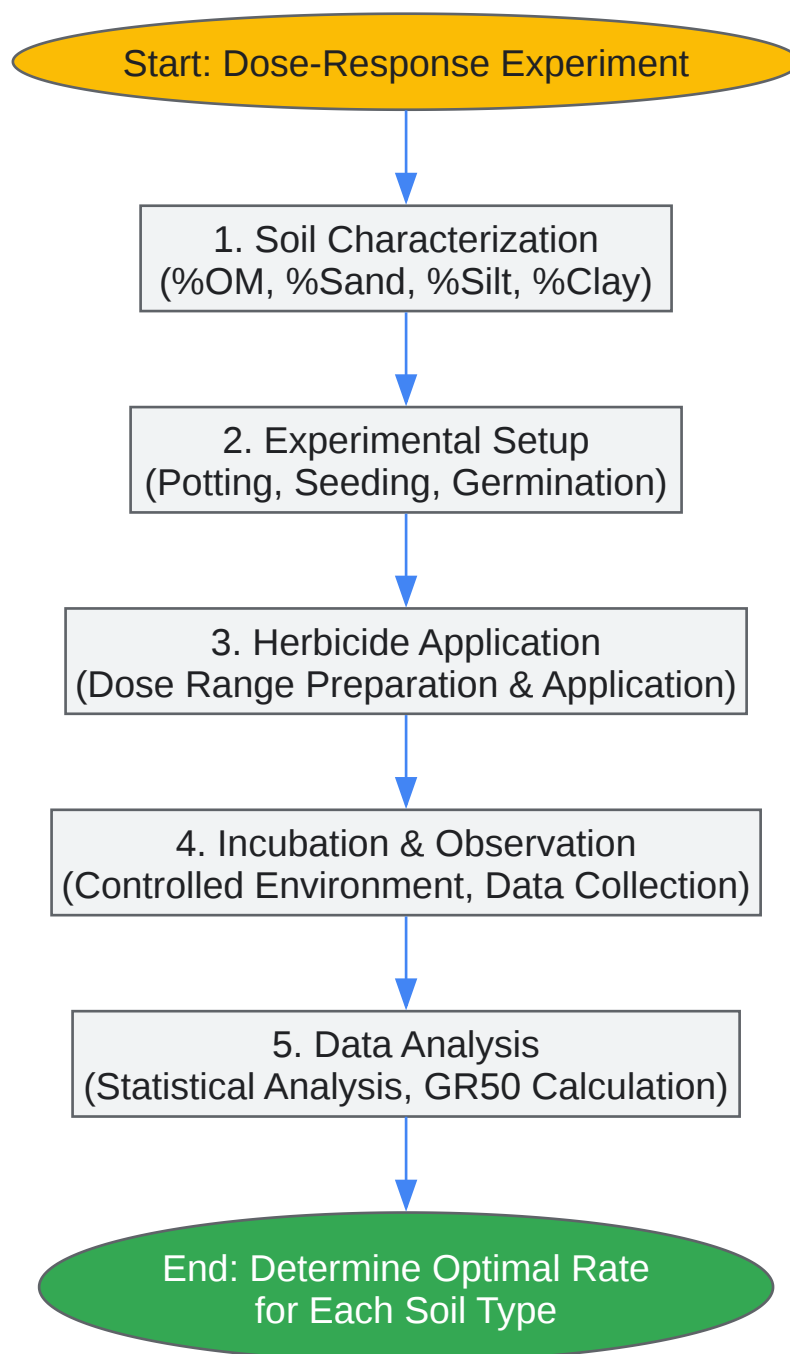 Start: Dose-Response Experiment
1. Soil Characterization
(%OM, %Sand, %Silt, %Clay)
2. Experimental Setup
(Potting, Seeding, Germination)
3. Herbicide Application
(Dose Range Preparation & Application)
4. Incubation & Observation
(Controlled Environment, Data Collection)
5. Data Analysis
(Statistical Analysis, GR50 Calculation)
End: Determine Optimal Rate
for Each Soil Type